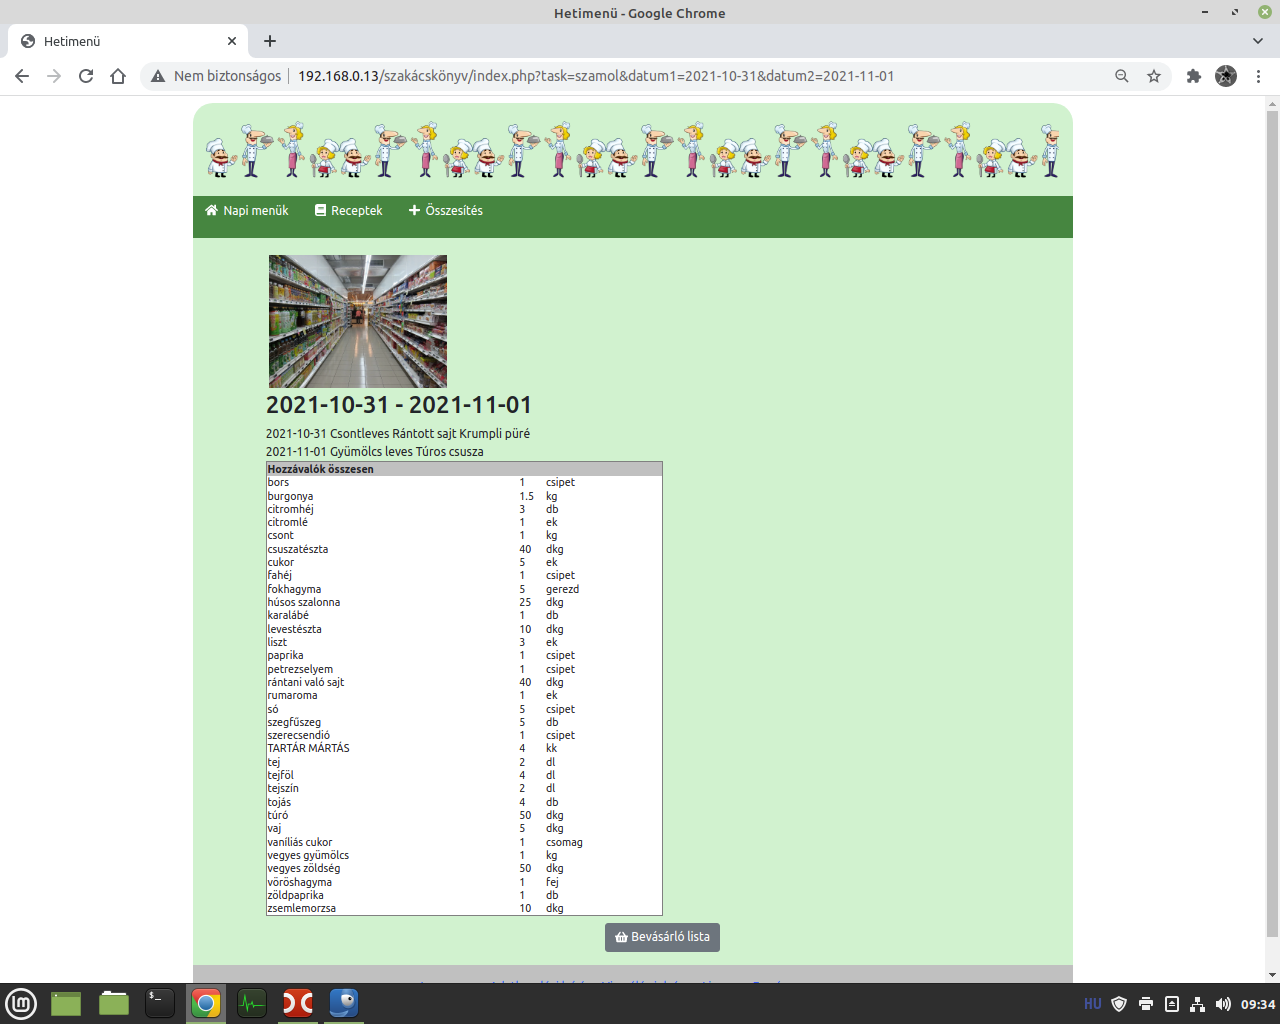 Hetimenü - Google Chrome
Hetimenü
Nem biztonságos 192.168.0.13/szakácskönyv/index.php?task=szamol&datum1=2021-10-31&datum2=2021-11-01
Napi menük Receptek Összesítés
2021-10-31 - 2021-11-01
2021-10-31 Csontleves Rántott sajt Krumpli püré
2021-11-01 Gyümölcs leves Túros csusza
Hozzávalók összesen
bors 1 csipet
burgonya 1.5 kg
citromhéj 3 db
citromlé 1 ek
csont 1 kg
csuszatészta 40 dkg
cukor 5 ek
fahéj 1 csipet
fokhagyma 5 gerezd
húsos szalonna 25 dkg
karalábé 1 db
levestészta 10 dkg
liszt 3 ek
paprika 1 csipet
petrezselyem 1 csipet
rántani való sajt 40 dkg
rumaroma 1 ek
só 5 csipet
szegfűszeg 5 db
szerecsendió 1 csipet
TARTÁR MÁRTÁS 4 kk
tej 2 dl
tejföl 4 dl
tejszín 2 dl
tojás 4 db
túró 50 dkg
vaj 5 dkg
vaníliás cukor 1 csomag
vegyes gyümölcs 1 kg
vegyes zöldség 50 dkg
vöröshagyma 1 fej
zöldpaprika 1 db
zsemlemorzsa 10 dkg
Bevásárló lista
HU 09:34